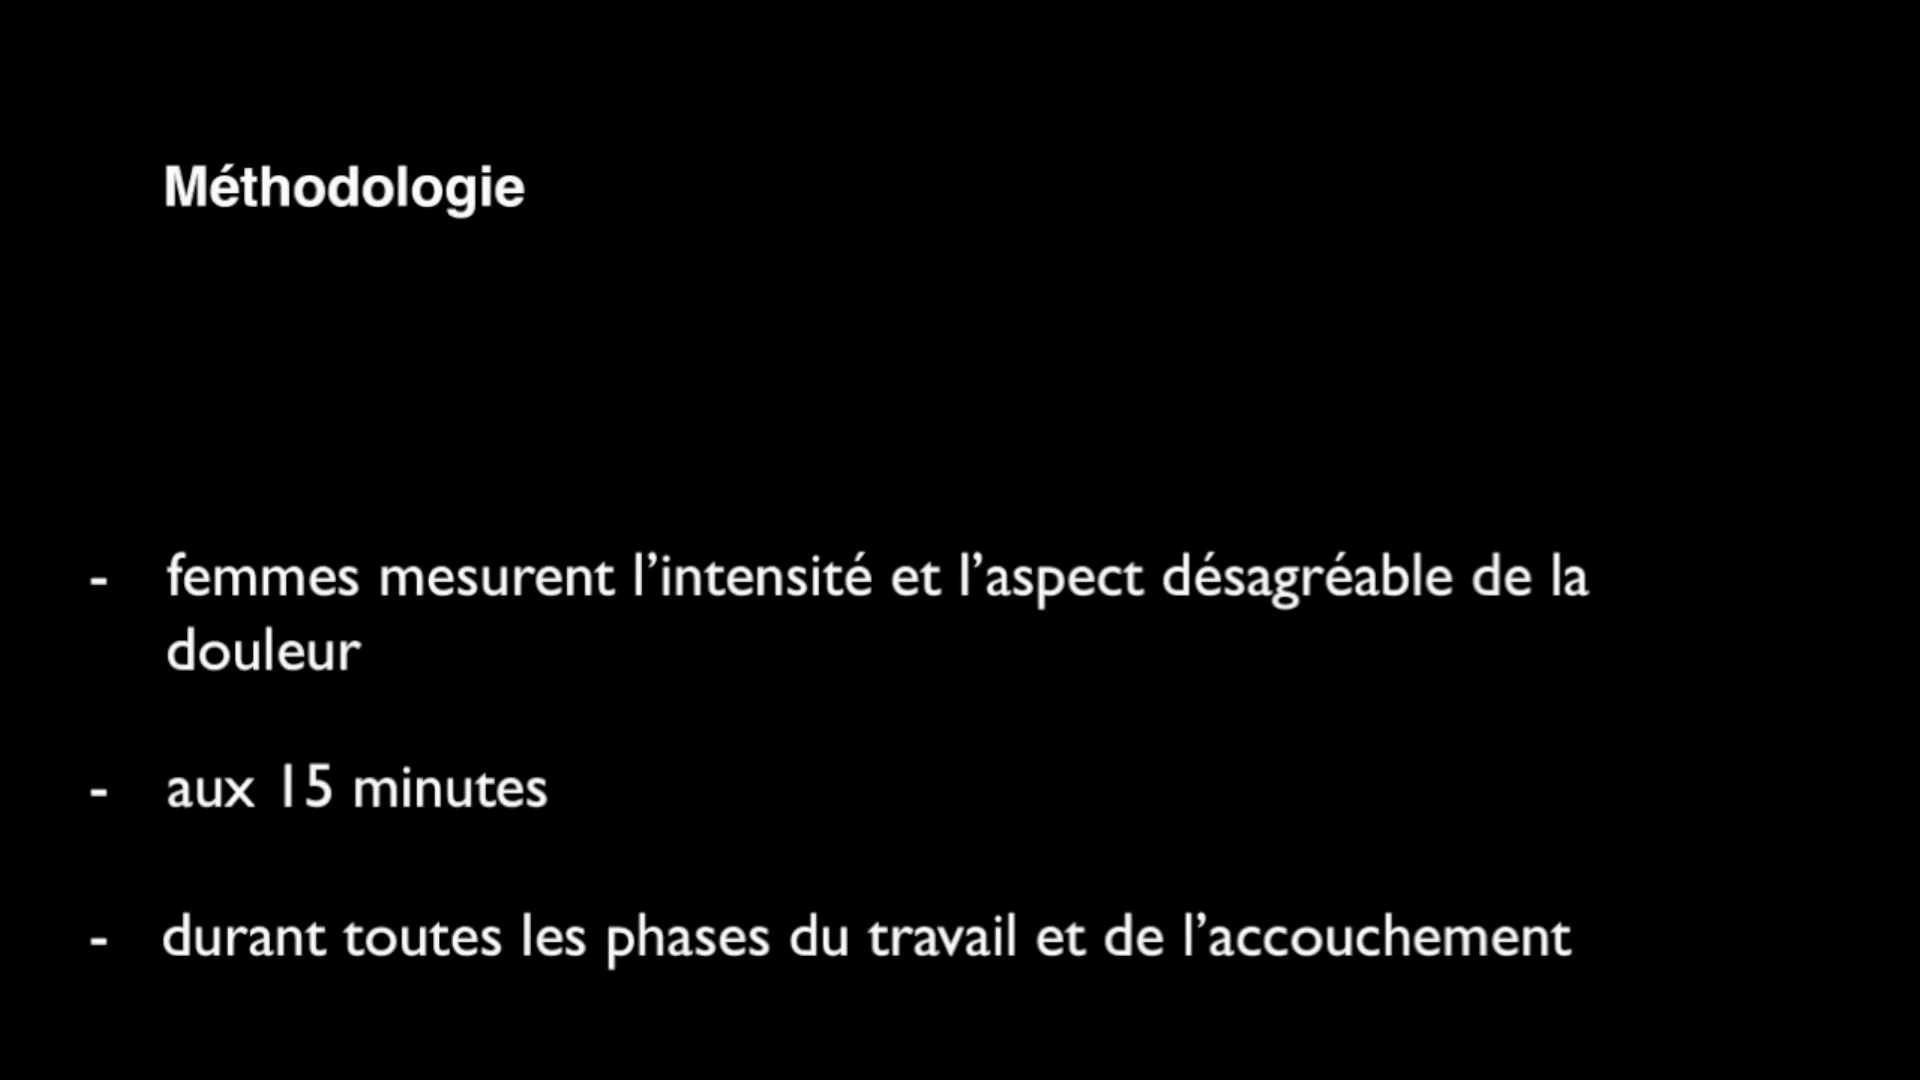 Méthodologie
- femmes mesurent l’intensité et l’aspect désagréable de la
douleur
- aux 15 minutes
- durant toutes les phases du travail et de l’accouchement